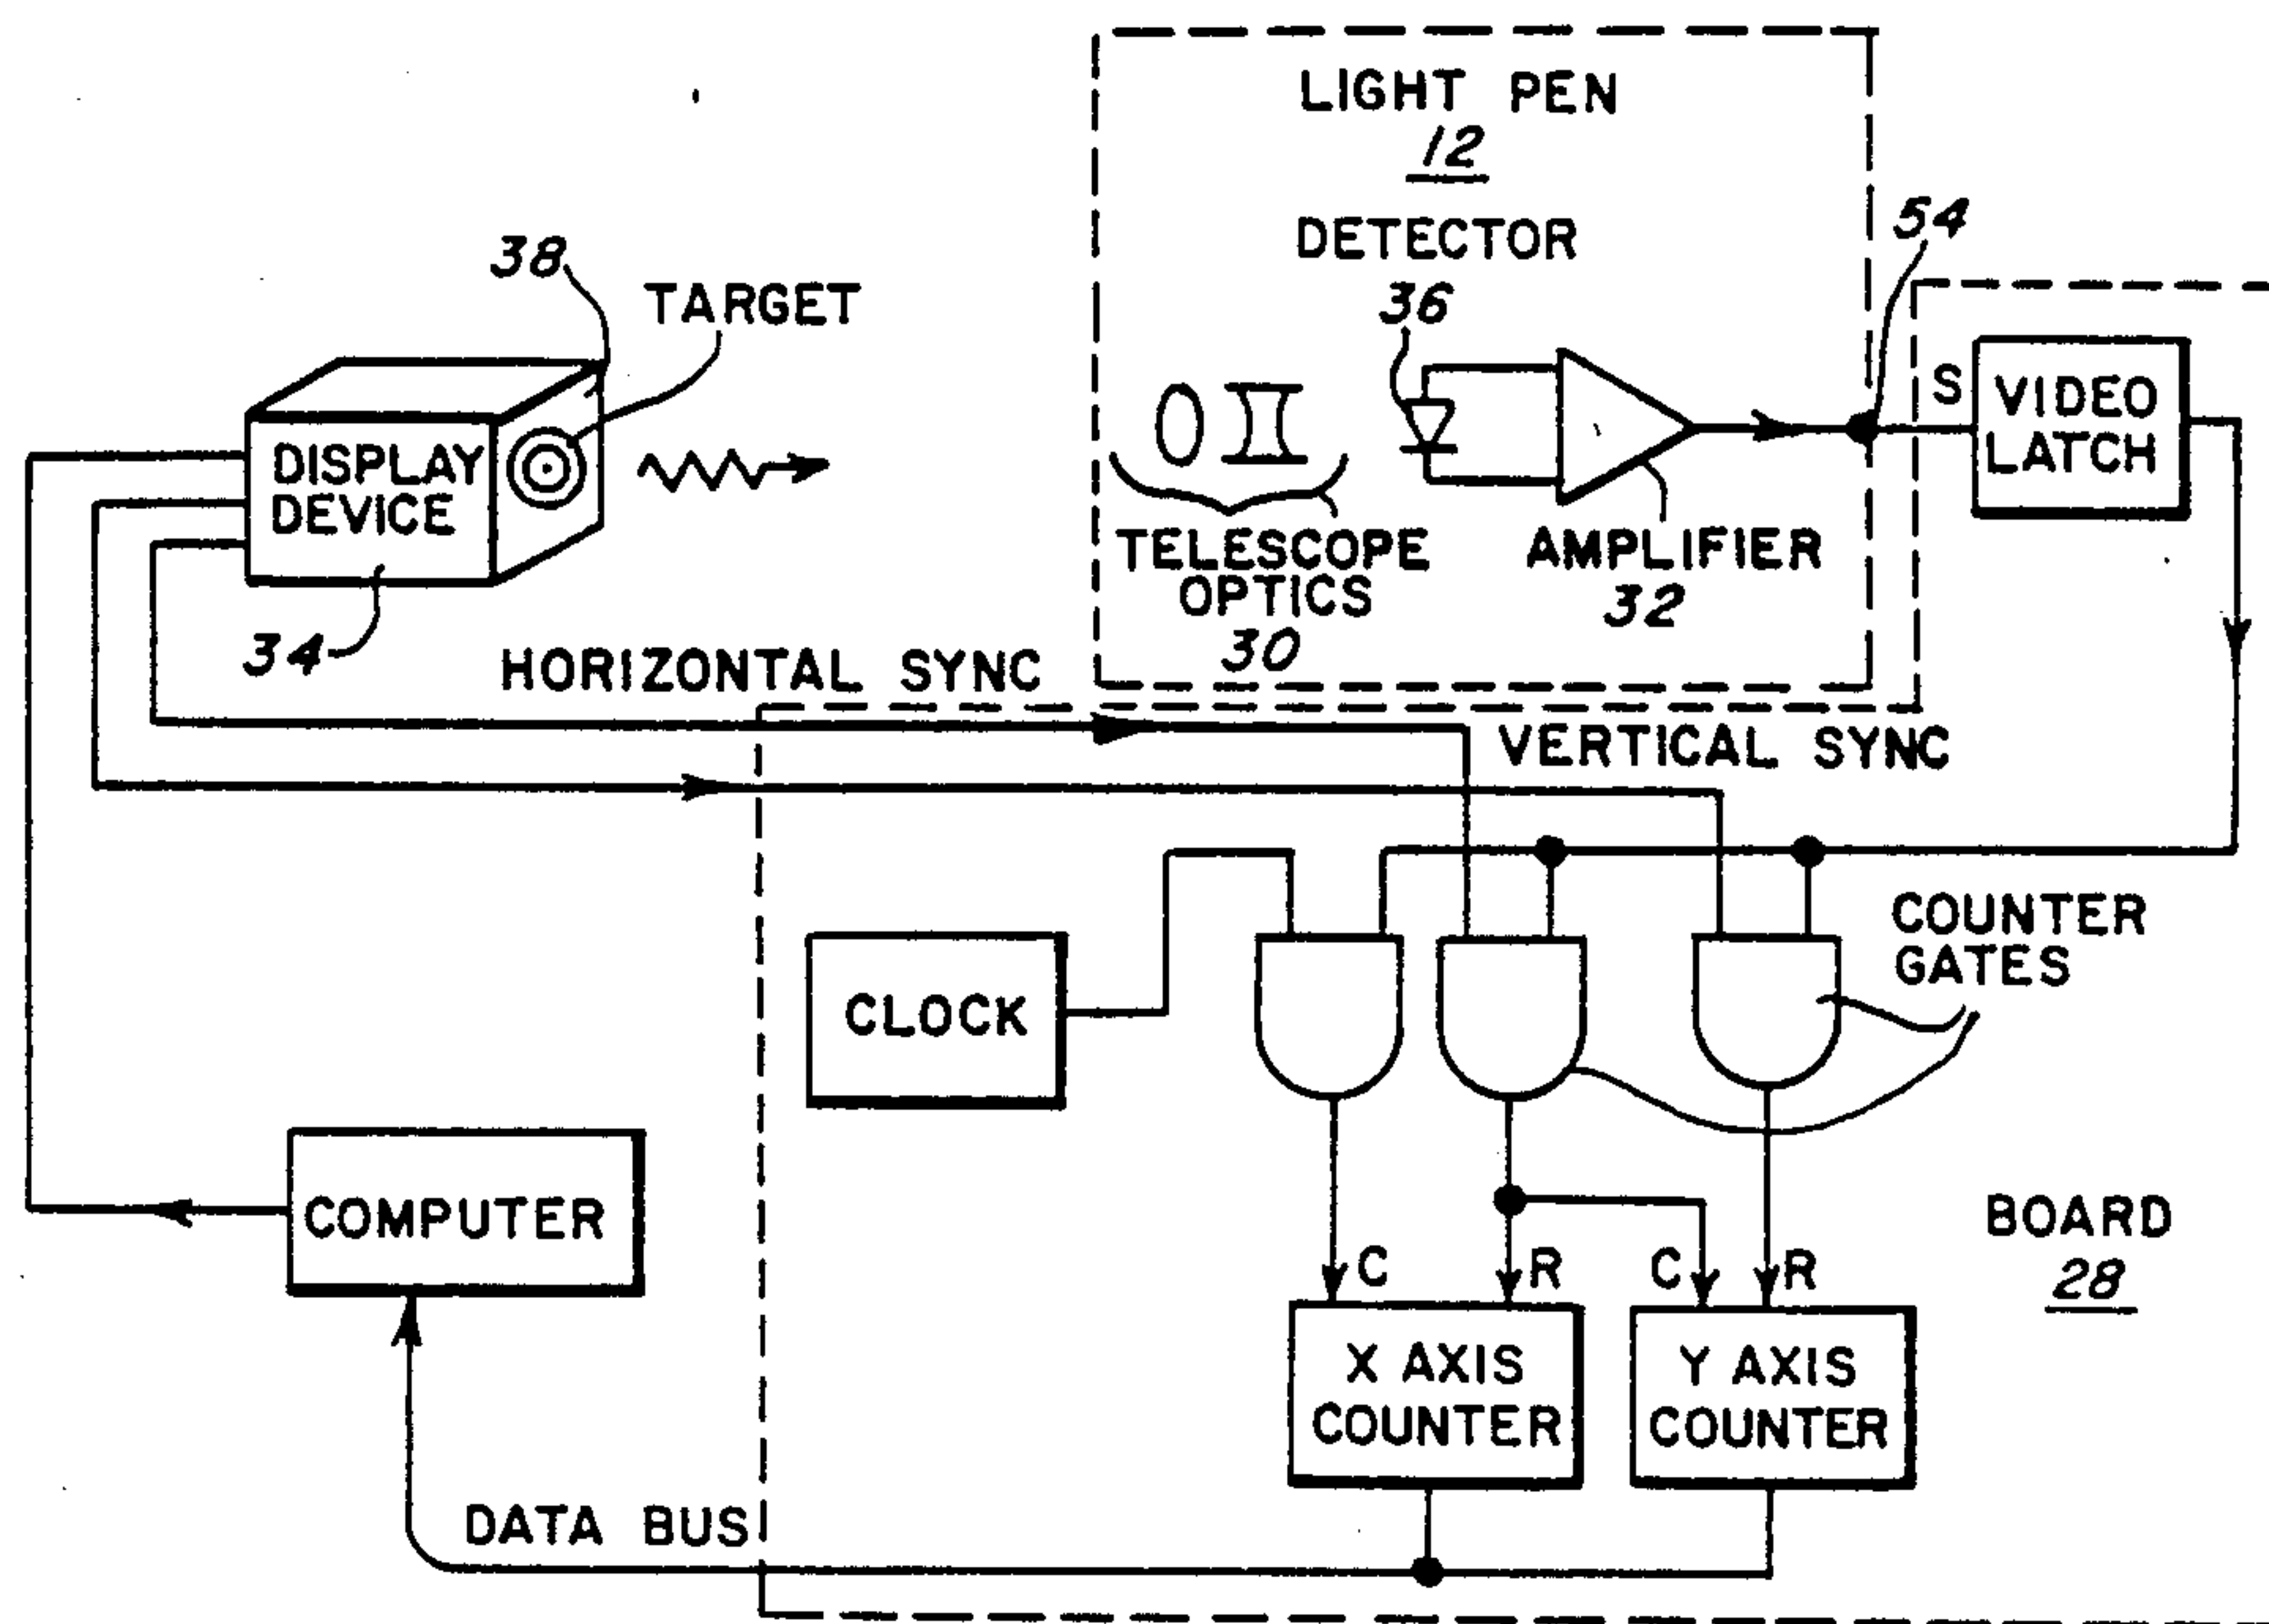 LIGHT PEN
12
DETECTOR
36
54
38
TARGET
S
VIDEO
LATCH
DISPLAY
DEVICE
34
TELESCOPE
OPTICS
30
AMPLIFIER
32
HORIZONTAL SYNC
VERTICAL SYNC
COUNTER
GATES
CLOCK
COMPUTER
BOARD
28
C
R
C
R
X AXIS
COUNTER
Y AXIS
COUNTER
DATA BUS